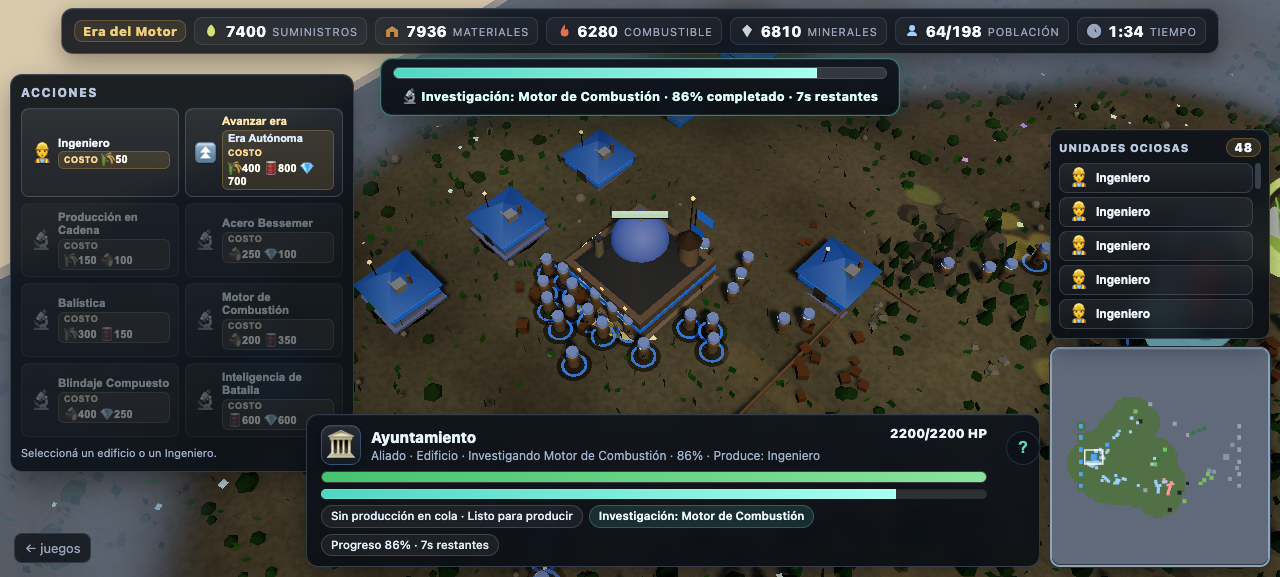 Era del Motor
7400 SUMINISTROS
7936 MATERIALES
6280 COMBUSTIBLE
6810 MINERALES
64/198 POBLACIÓN
1:34 TIEMPO
Investigación: Motor de Combustión · 86% completado · 7s restantes
ACCIONES
Ingeniero
COSTO 50
Avanzar era
Era Autónoma
COSTO
400 800
700
Producción en
Cadena
COSTO
150 100
Acero Bessemer
COSTO
250 100
Balística
COSTO
300 150
Motor de
Combustión
COSTO
200 350
Blindaje Compuesto
COSTO
400 250
Inteligencia de
Batalla
COSTO
600 600
Seleccioná un edificio o un Ingeniero.
UNIDADES OCIOSAS 48
Ingeniero
Ingeniero
Ingeniero
Ingeniero
Ingeniero
Ayuntamiento
2200/2200 HP
Aliado · Edificio · Investigando Motor de Combustión · 86% · Produce: Ingeniero
?
Sin producción en cola · Listo para producir
Investigación: Motor de Combustión
Progreso 86% · 7s restantes
← juegos